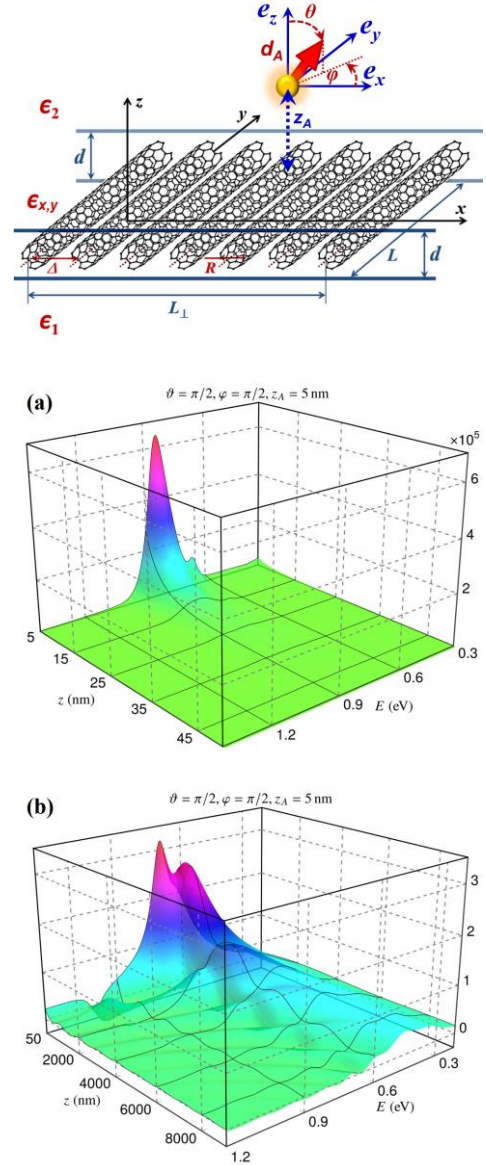 e_z θ
d_A e_y
φ
e_x
z_A
ϵ_2 z
y
d
ϵ_{x,y}
x
Δ R L d
L_⊥
ϵ_1
(a)
ϑ = π/2, φ = π/2, z_A = 5 nm
×10^5
6
4
2
5 0.3
15 0.6
25 0.9
35 1.2
45
z (nm) E (eV)
(b)
ϑ = π/2, φ = π/2, z_A = 5 nm
3
2
1
0
50 0.3
2000
4000 0.6
6000 0.9
8000 1.2
z (nm) E (eV)